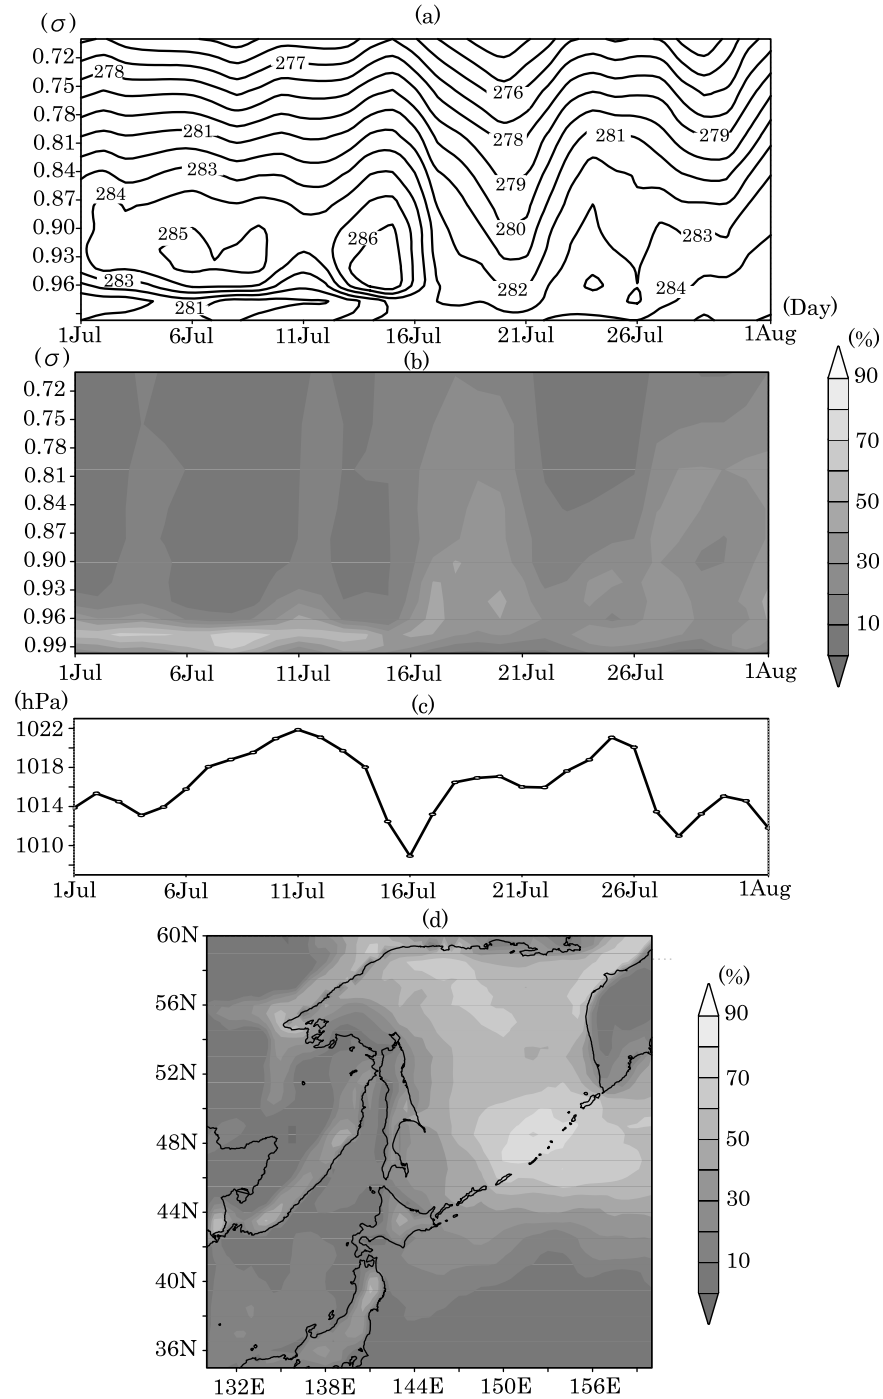 (a)
(σ)
0.72
0.75
0.78
0.81
0.84
0.87
0.90
0.93
0.96
278
277
276
281
278
281
279
283
279
284
285
286
280
283
283
282
284
281
1Jul
6Jul
11Jul
16Jul
21Jul
26Jul
1Aug
(Day)
(b)
(σ)
0.72
0.75
0.78
0.81
0.84
0.87
0.90
0.93
0.96
0.99
1Jul
6Jul
11Jul
16Jul
21Jul
26Jul
1Aug
(%)
90
70
50
30
10
(c)
(hPa)
1022
1018
1014
1010
1Jul
6Jul
11Jul
16Jul
21Jul
26Jul
1Aug
(d)
60N
56N
52N
48N
44N
40N
36N
132E
138E
144E
150E
156E
(%)
90
70
50
30
10